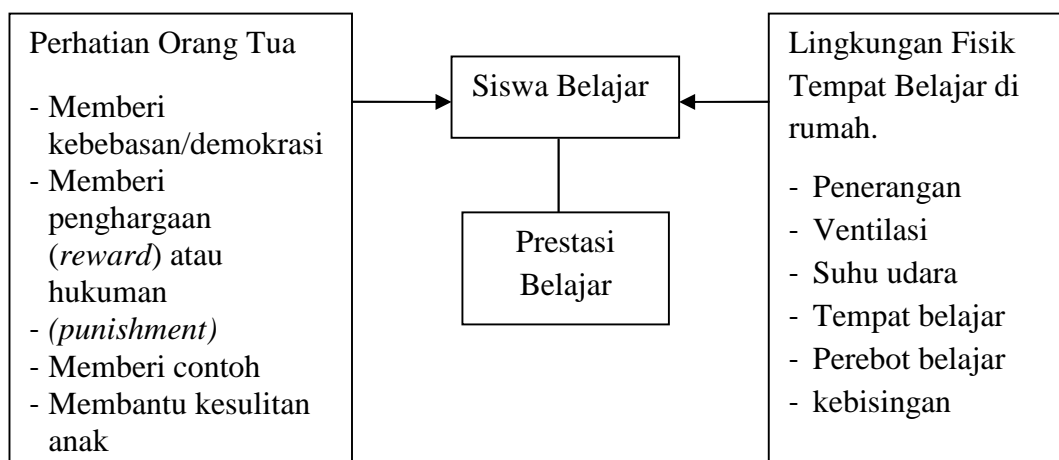 Perhatian Orang Tua
- Memberi
kebebasan/demokrasi
- Memberi
penghargaan
(reward) atau
hukuman
- (punishment)
- Memberi contoh
- Membantu kesulitan
anak
Siswa Belajar
Prestasi
Belajar
Lingkungan Fisik
Tempat Belajar di
rumah.
- Penerangan
- Ventilasi
- Suhu udara
- Tempat belajar
- Perebot belajar
- kebisingan